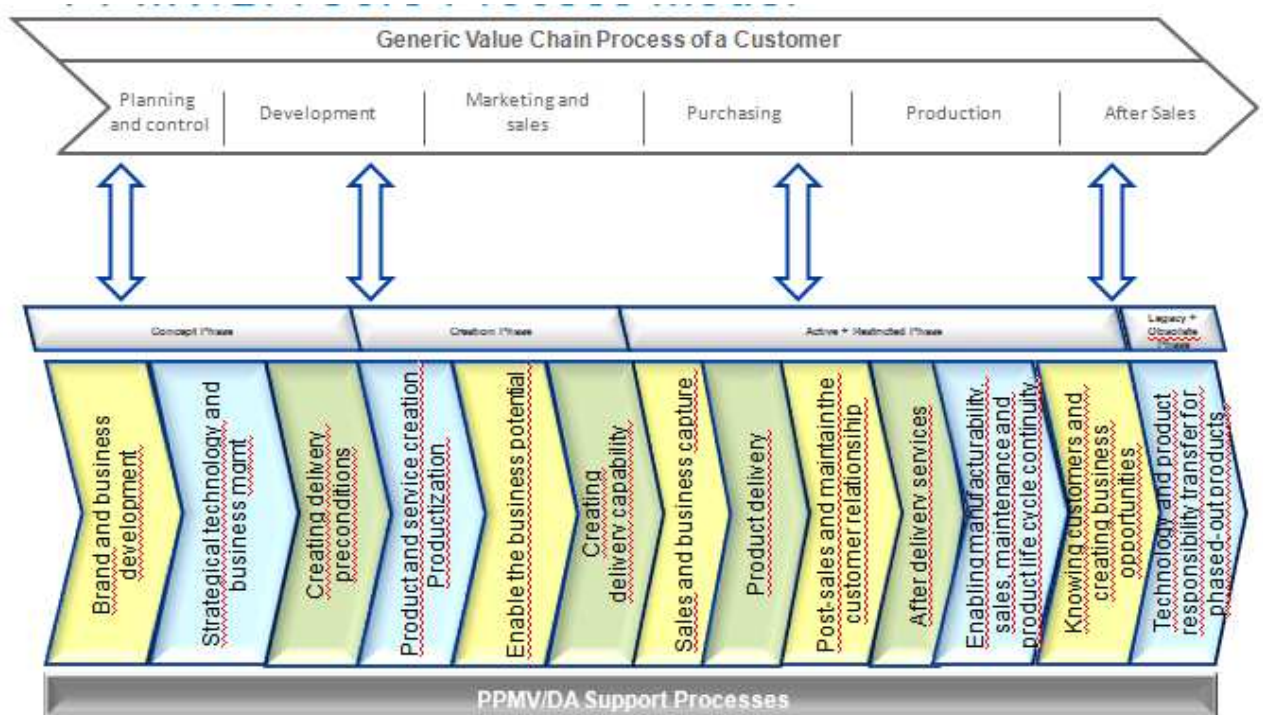 Generic Value Chain Process of a Customer
Planning
and control
Development
Marketing and
sales
Purchasing
Production
After Sales
Concept Phase
Creation Phase
Active + Restricted Phase
Legacy +
Obsolate
Phase
Brand and business
development
Strategical technology and
business mgmt
Creating delivery
preconditions
Product and service creation
Productization
Enable the business potential
Creating
delivery capability
Sales and business capture
Product delivery
Post-sales and maintain the
customer relationship
After delivery services
Enabling manufacturability
sales, maintenance and
product life cycle continuity
Knowing customers and
creating business
opportunities
Technology and product
responsibility transfer for
phased-out products
PPMV/DA Support Processes